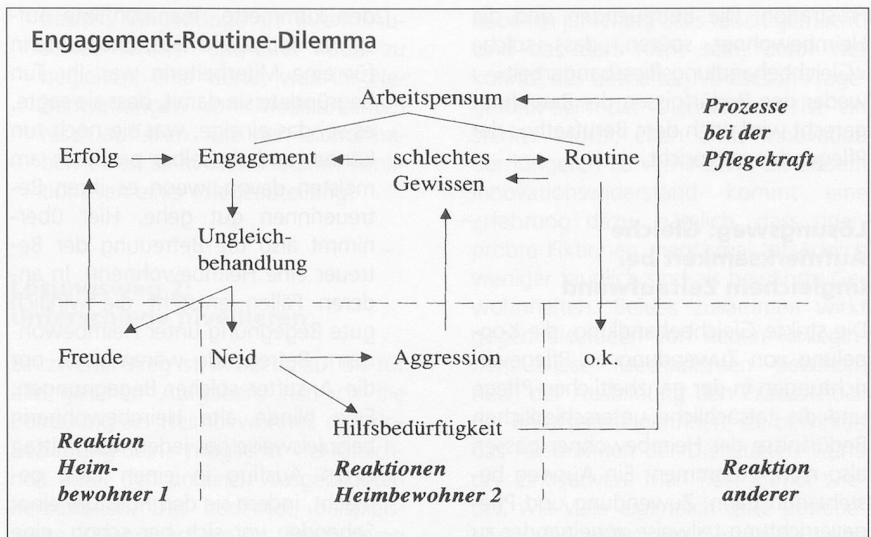 Engagement-Routine-Dilemma
Arbeitspensum
Prozesse
bei der
Pflegekraft
Erfolg
Engagement
schlechtes
Gewissen
Routine
Ungleich-
behandlung
Freude
Neid
Aggression
o.k.
Hilfsbedürftigkeit
Reaktion
Heim-
bewohner 1
Reaktionen
Heimbewohner 2
Reaktion
anderer